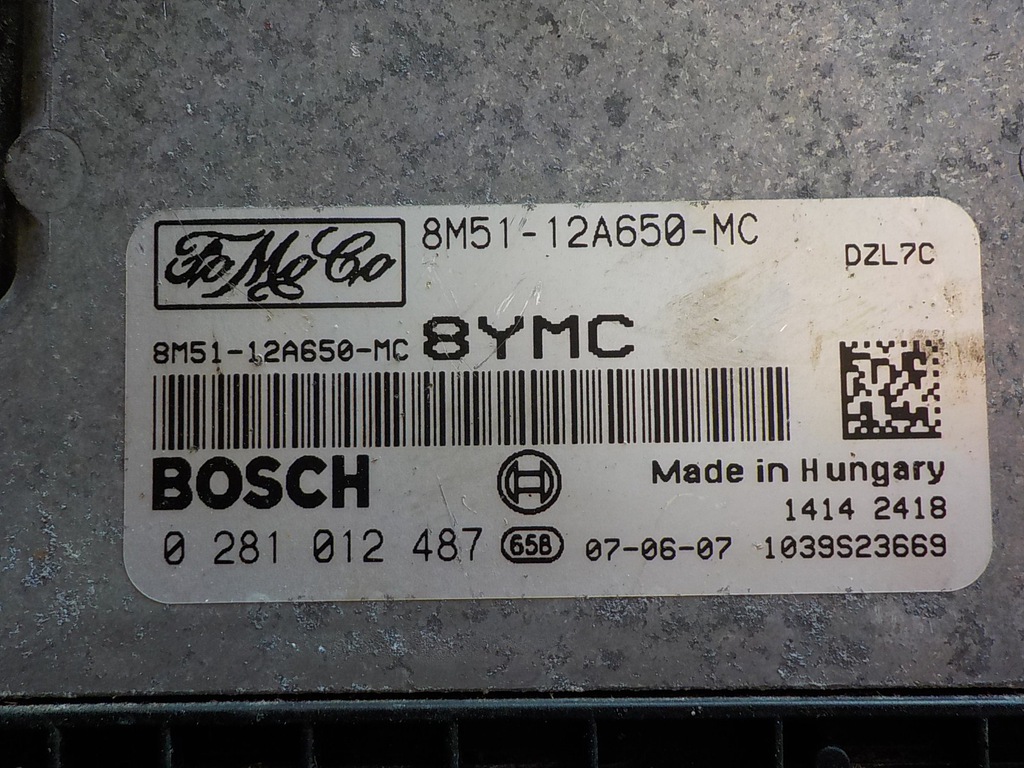 FoMoCo 8M51-12A650-MC
DZL7C
8M51-12A650-MC 8YMC
BOSCH Made in Hungary
1414 2418
0 281 012 487 65B 07-06-07 1039S23669